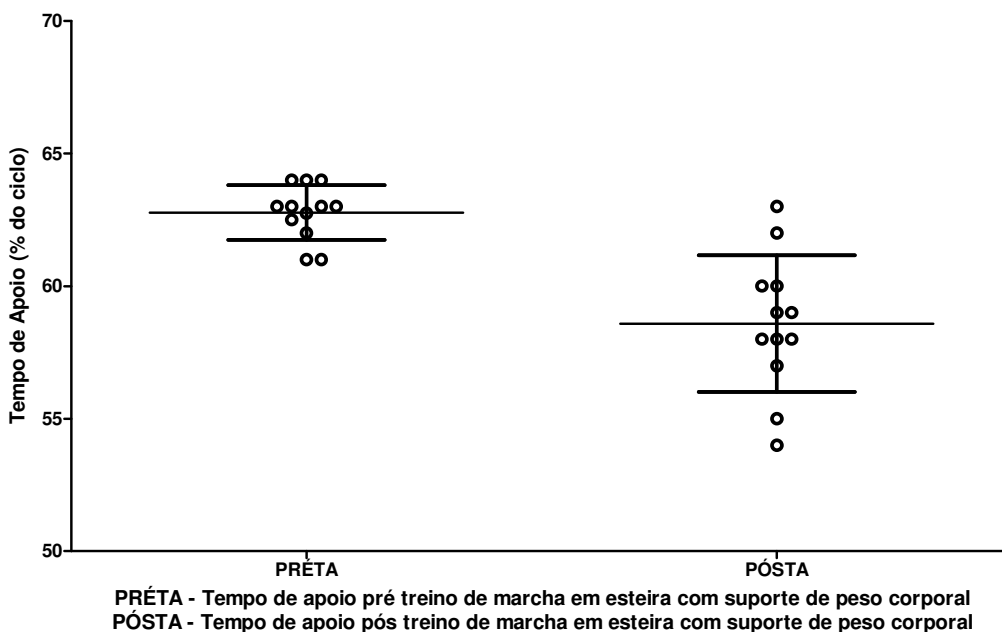 70
65
60
55
50
Tempo de Apoio (% do ciclo)
PRÉTA PÓSTA
PRÉTA - Tempo de apoio pré treino de marcha em esteira com suporte de peso corporal
PÓSTA - Tempo de apoio pós treino de marcha em esteira com suporte de peso corporal